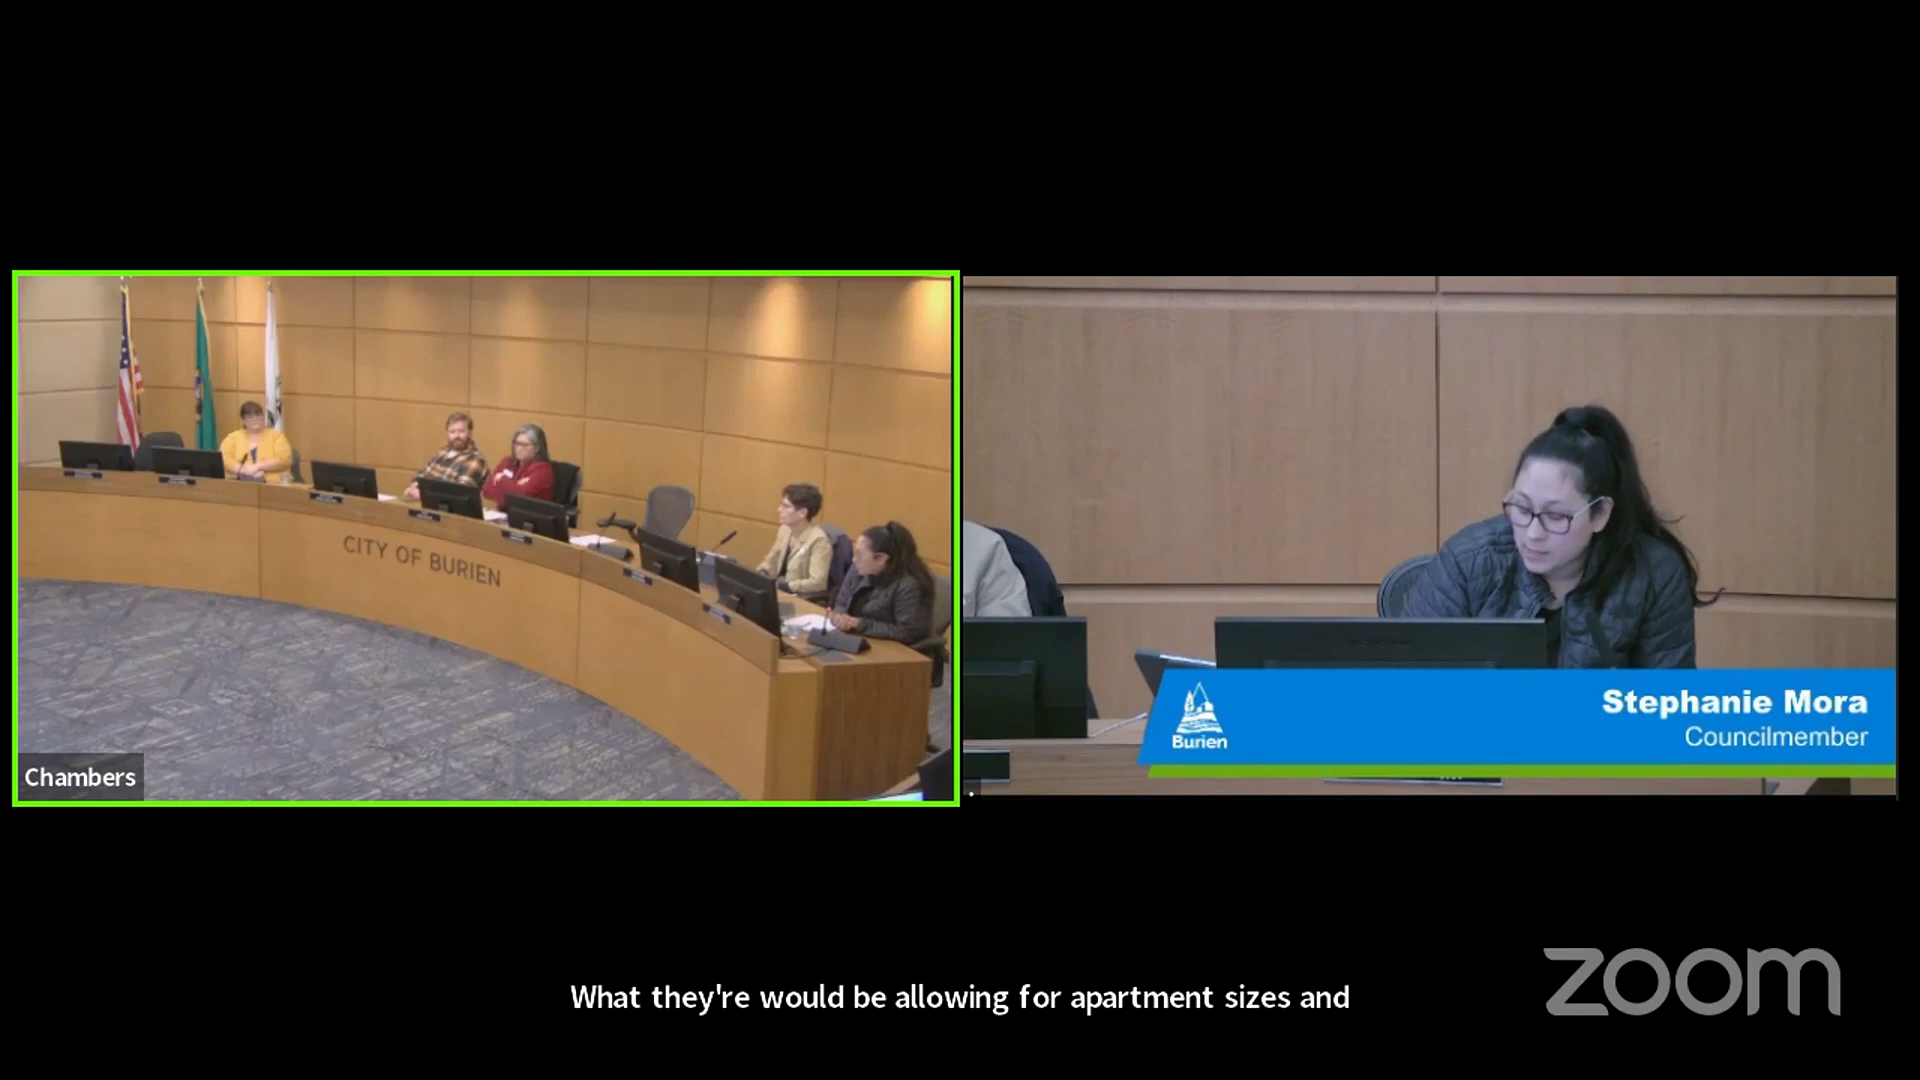 CITY OF BURIEN
Chambers
Stephanie Mora
Councilmember
Burien
What they're would be allowing for apartment sizes and
zoom